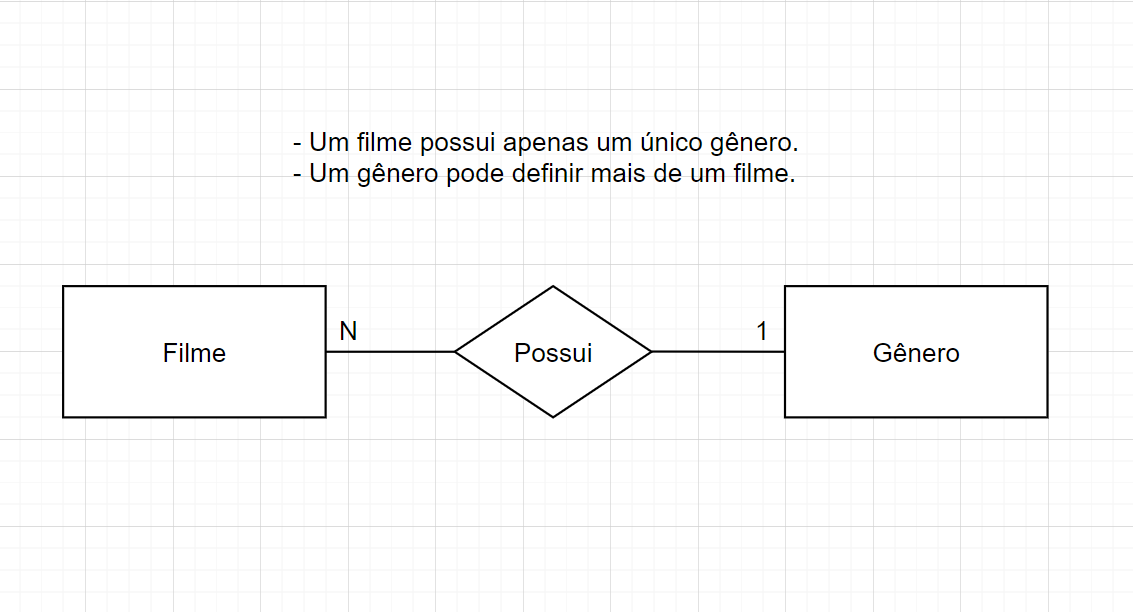 - Um filme possui apenas um único gênero.
- Um gênero pode definir mais de um filme.
N
1
Filme
Possui
Gênero